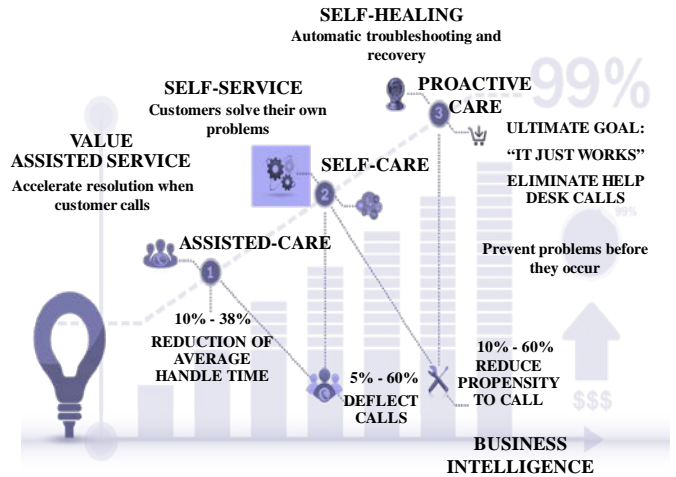 SELF-HEALING
Automatic troubleshooting and
recovery
99%
PROACTIVE
CARE
3
SELF-SERVICE
Customers solve their own
problems
ULTIMATE GOAL:
“IT JUST WORKS”
ELIMINATE HELP
DESK CALLS
VALUE
ASSISTED SERVICE
Accelerate resolution when
customer calls
SELF-CARE
2
99%
ASSISTED-CARE
1
Prevent problems before
they occur
10% - 38%
REDUCTION OF
AVERAGE
HANDLE TIME
5% - 60%
DEFLECT
CALLS
10% - 60%
REDUCE
PROPENSITY
TO CALL
$$$
BUSINESS
INTELLIGENCE